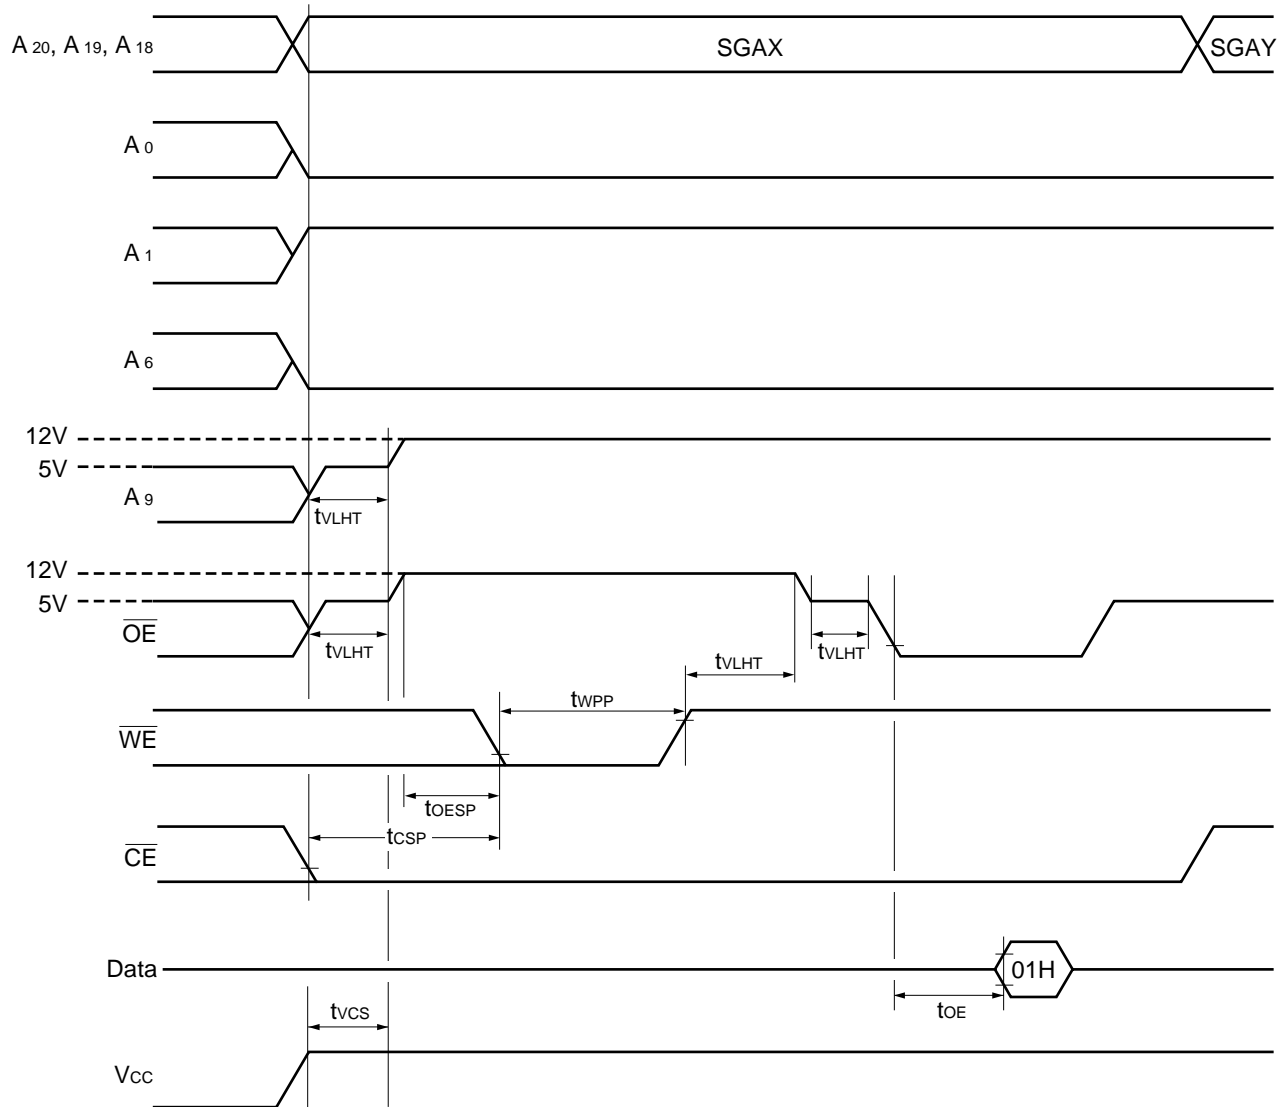 A 20, A 19, A 18 SGAX SGAY
A 0
A 1
A 6
12V
5V
A 9 tVLHT
12V
5V
OE tVLHT tVLHT tVLHT
tWPP
WE
tOESP
tCSP
CE
Data 01H
tVCS tOE
VCC